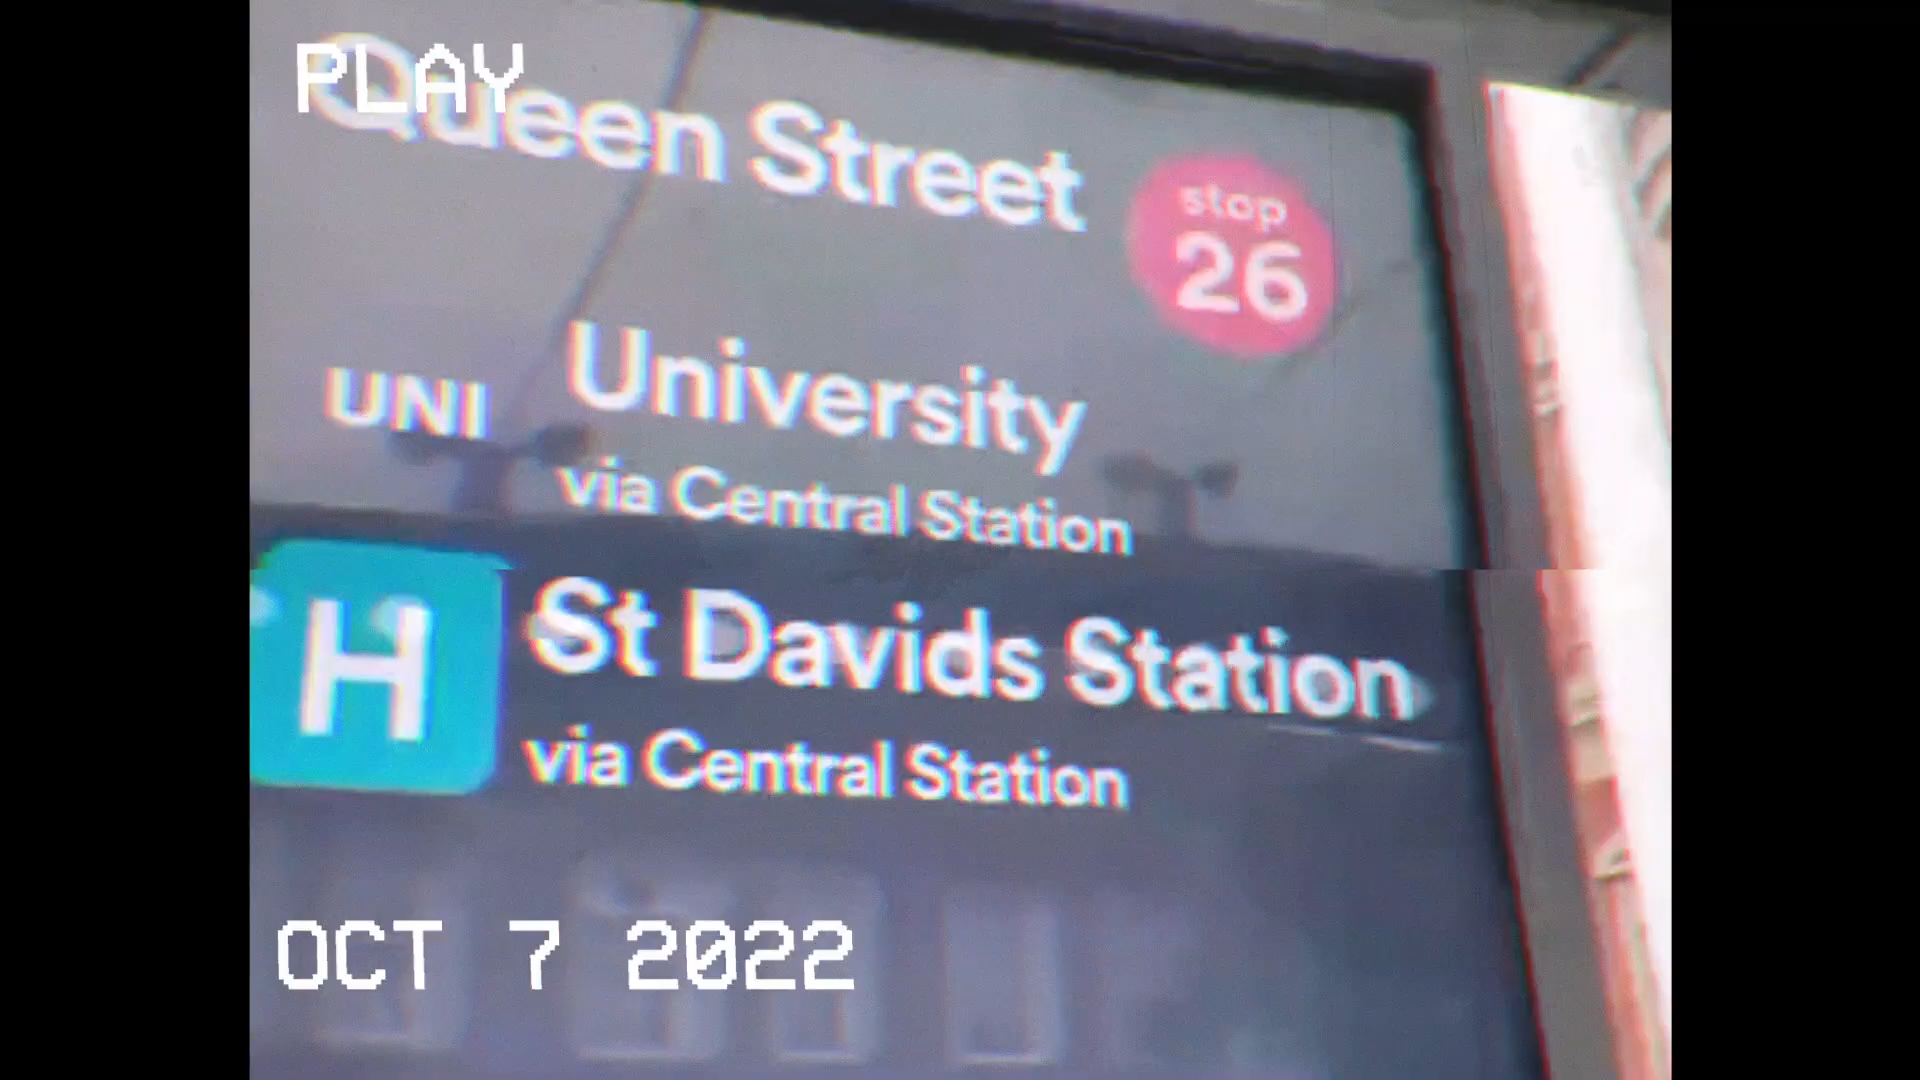 PLAY
Queen Street
stop
26
UNI
University
via Central Station
H
St Davids Station
via Central Station
OCT 7 2022